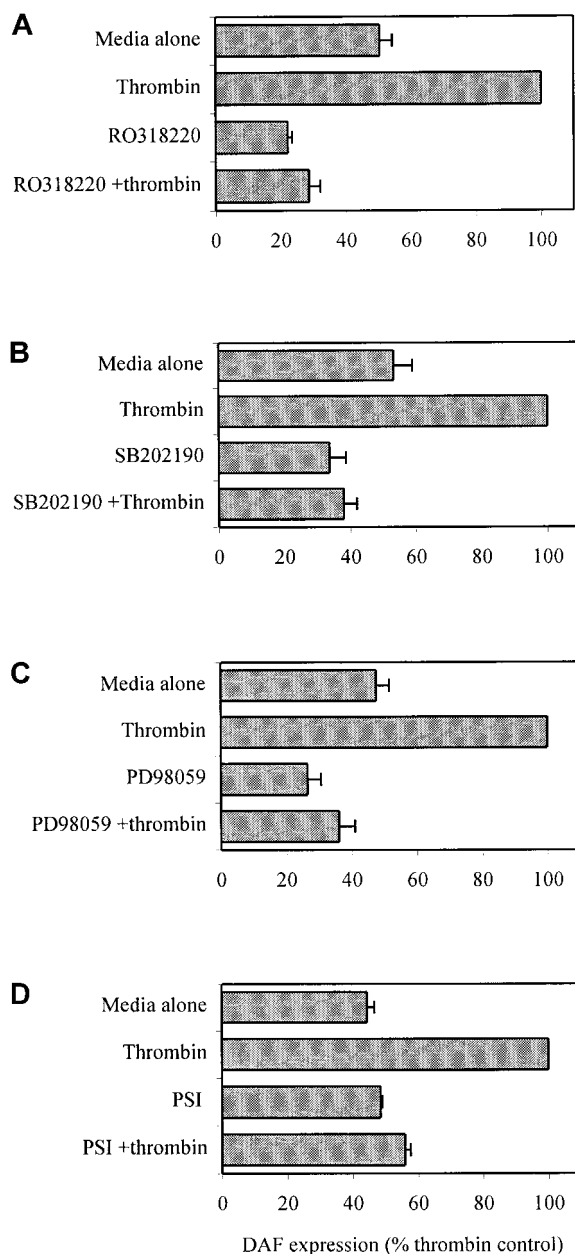 A
Media alone
Thrombin
RO318220
RO318220 +thrombin
0 20 40 60 80 100
B
Media alone
Thrombin
SB202190
SB202190 +Thrombin
0 20 40 60 80 100
C
Media alone
Thrombin
PD98059
PD98059 +thrombin
0 20 40 60 80 100
D
Media alone
Thrombin
PSI
PSI +thrombin
0 20 40 60 80 100
DAF expression (% thrombin control)